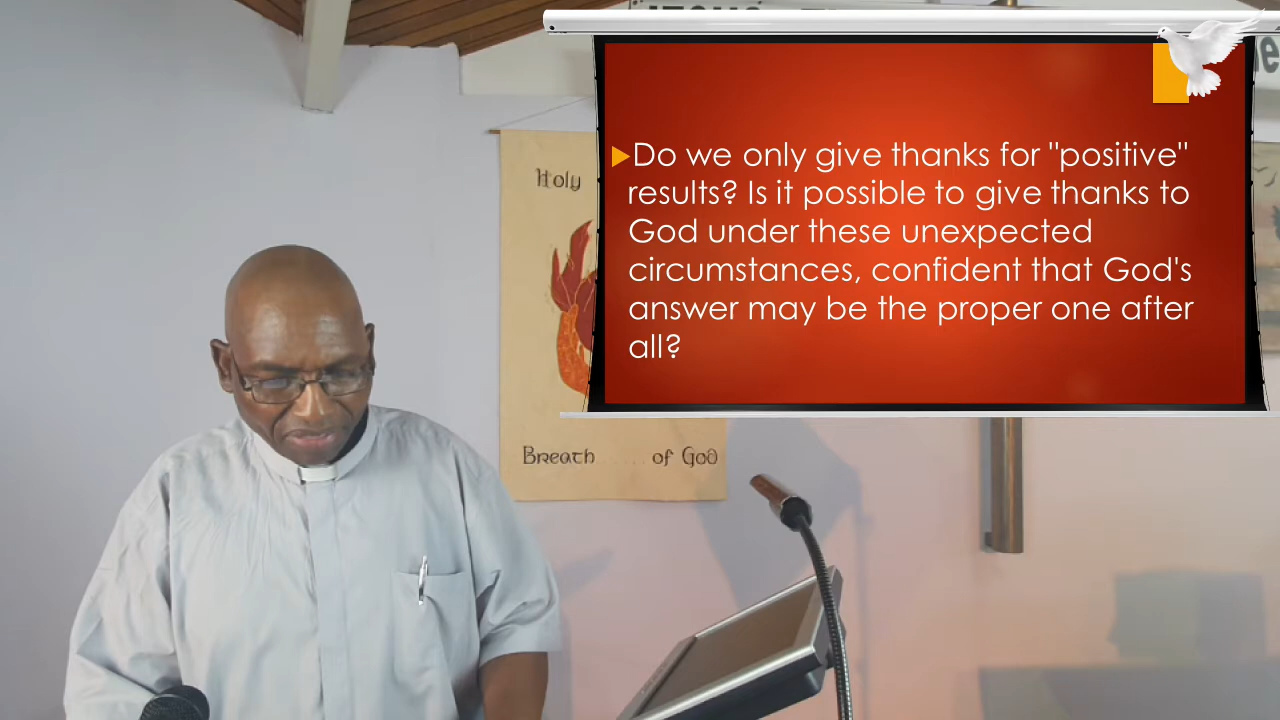 Do we only give thanks for "positive"
results? Is it possible to give thanks to
God under these unexpected
circumstances, confident that God's
answer may be the proper one after
all?
Holy
Breath of God